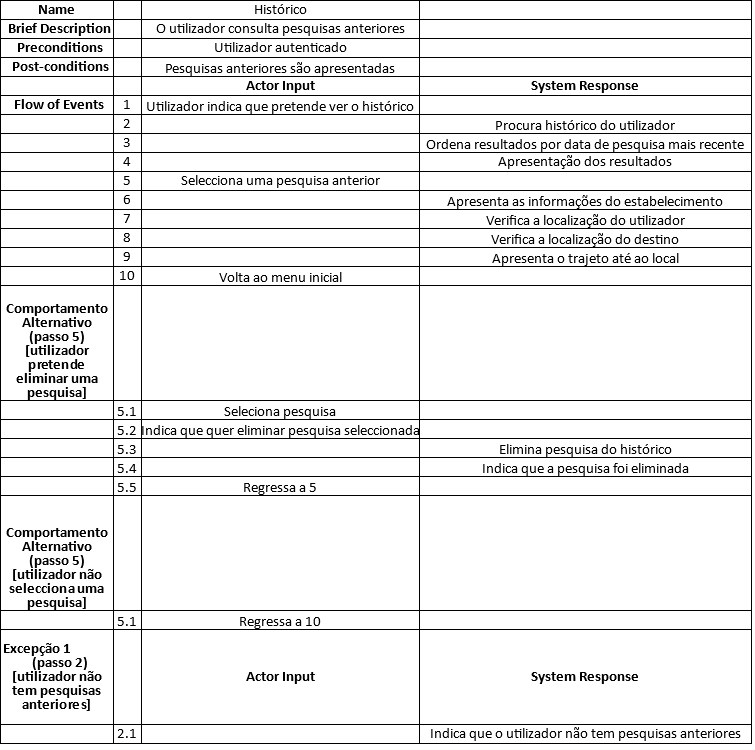 Name Histórico
Brief Description O utilizador consulta pesquisas anteriores
Preconditions Utilizador autenticado
Post-conditions Pesquisas anteriores são apresentadas
Actor Input System Response
Flow of Events 1 Utilizador indica que pretende ver o histórico
2 Procura histórico do utilizador
3 Ordena resultados por data de pesquisa mais recente
4 Apresentação dos resultados
5 Selecciona uma pesquisa anterior
6 Apresenta as informações do estabelecimento
7 Verifica a localização do utilizador
8 Verifica a localização do destino
9 Apresenta o trajeto até ao local
10 Volta ao menu inicial
Comportamento
Alternativo
(passo 5)
[utilizador
pretende
eliminar uma
pesquisa]
5.1 Seleciona pesquisa
5.2 Indica que quer eliminar pesquisa seleccionada
5.3 Elimina pesquisa do histórico
5.4 Indica que a pesquisa foi eliminada
5.5 Regressa a 5
Comportamento
Alternativo
(passo 5)
[utilizador não
selecciona uma
pesquisa]
5.1 Regressa a 10
Excepção 1
(passo 2)
[utilizador não
tem pesquisas
anteriores]
Actor Input System Response
2.1 Indica que o utilizador não tem pesquisas anteriores